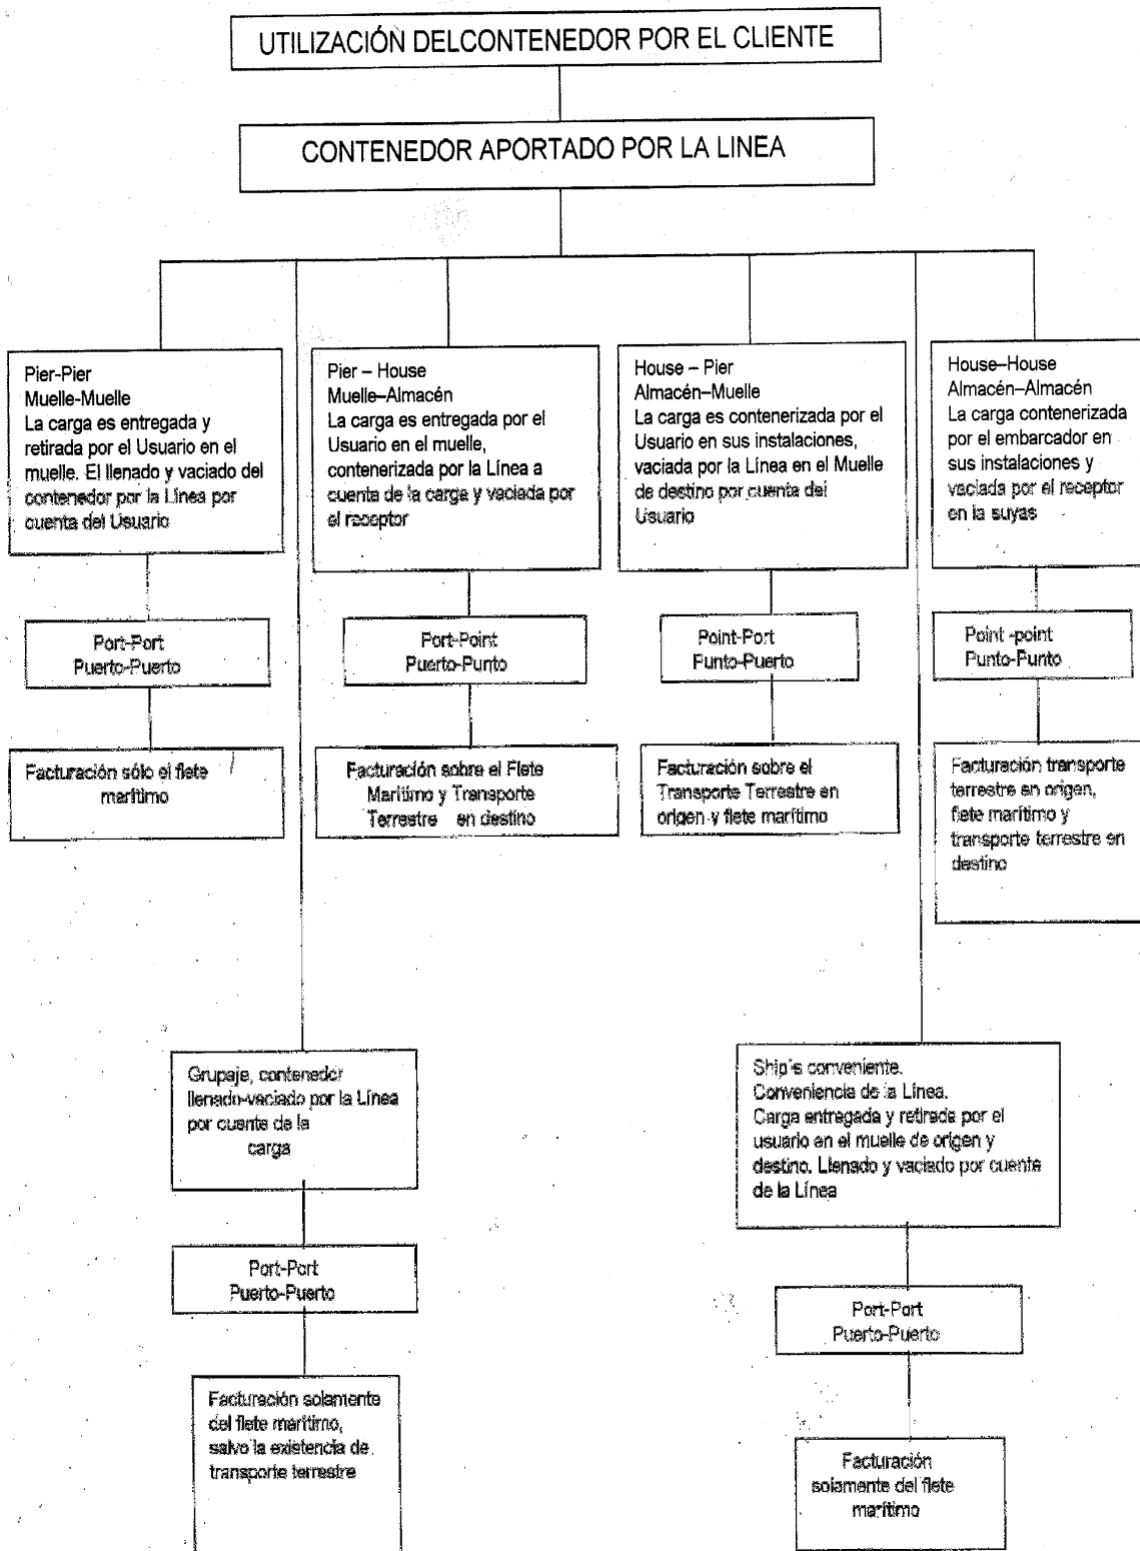 UTILIZACIÓN DELCONTENEDOR POR EL CLIENTE
CONTENEDOR APORTADO POR LA LINEA
Pier-Pier
Muelle-Muelle
La carga es entregada y
retirada por el Usuario en el
muelle. El llenado y vaciado del
contenedor por la Línea por
cuenta del Usuario
Port-Port
Puerto-Puerto
Facturación sólo el flete
marítimo
Pier – House
Muelle–Almacén
La carga es entregada por el
Usuario en el muelle,
contenerizada por la Línea a
cuenta de la carga y vaciada por
el receptor
Port-Point
Puerto-Punto
Facturación sobre el Flete
Marítimo y Transporte
Terrestre en destino
House – Pier
Almacén–Muelle
La carga es contenerizada por el
Usuario en sus instalaciones,
vaciada por la Línea en el Muelle
de destino por cuenta del
Usuario
Point-Port
Punto-Puerto
Facturación sobre el
Transporte Terrestre en
origen y flete marítimo
House–House
Almacén–Almacén
La carga contenerizada
por el embarcador en
sus instalaciones y
vaciada por el receptor
en la suyas
Point -point
Punto-Punto
Facturación transporte
terrestre en origen,
flete marítimo y
transporte terrestre en
destino
Grupaje, contenedor
llenado-vaciado por la Línea
por cuente de la
carga
Port-Port
Puerto-Puerto
Facturación solamente
del flete marítimo,
salvo la existencia de
transporte terrestre
Ship's conveniente.
Conveniencia de la Línea.
Carga entregada y retirada por el
usuario en el muelle de origen y
destino. Llenado y vaciado por cuenta
de la Línea
Port-Port
Puerto-Puerto
Facturación
solamente del flete
marítimo